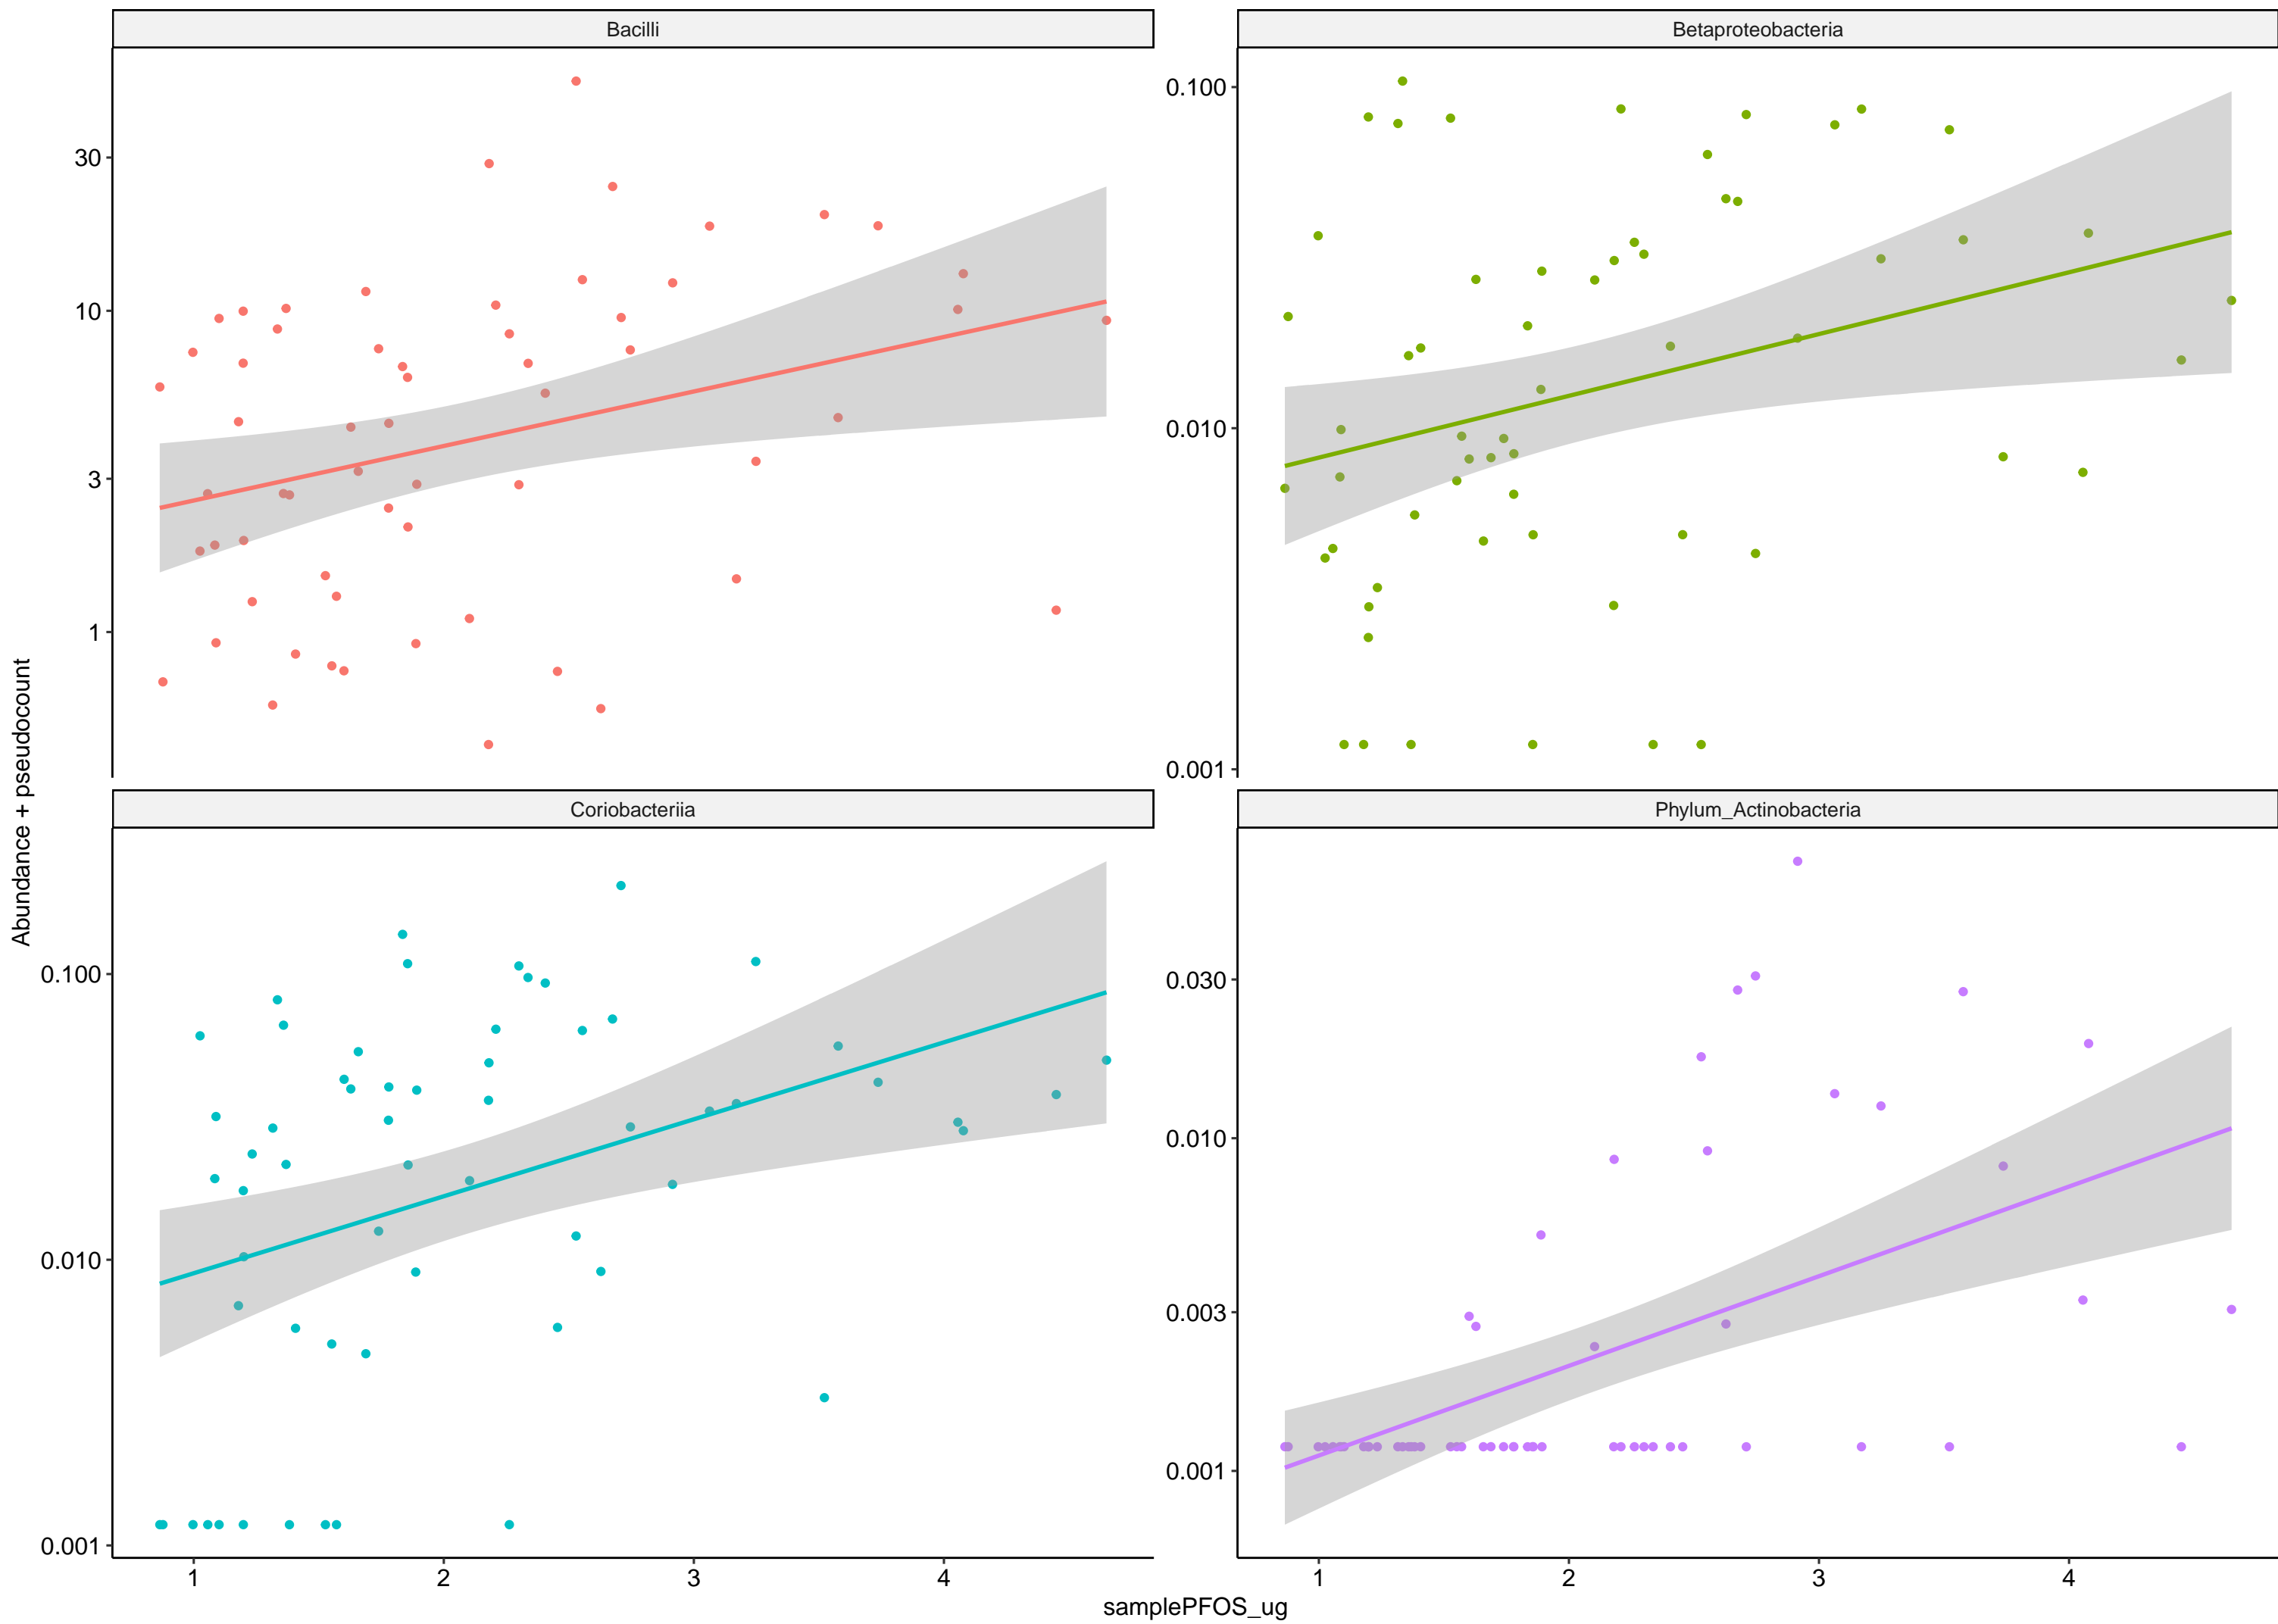 Bacilli
Betaproteobacteria
30
10
3
1
0.100
0.010
0.001
Abundance + pseudocount
Coriobacteriia
Phylum_Actinobacteria
0.100
0.010
0.001
0.030
0.010
0.003
0.001
1 2 3 4
1 2 3 4
samplePFOS_ug